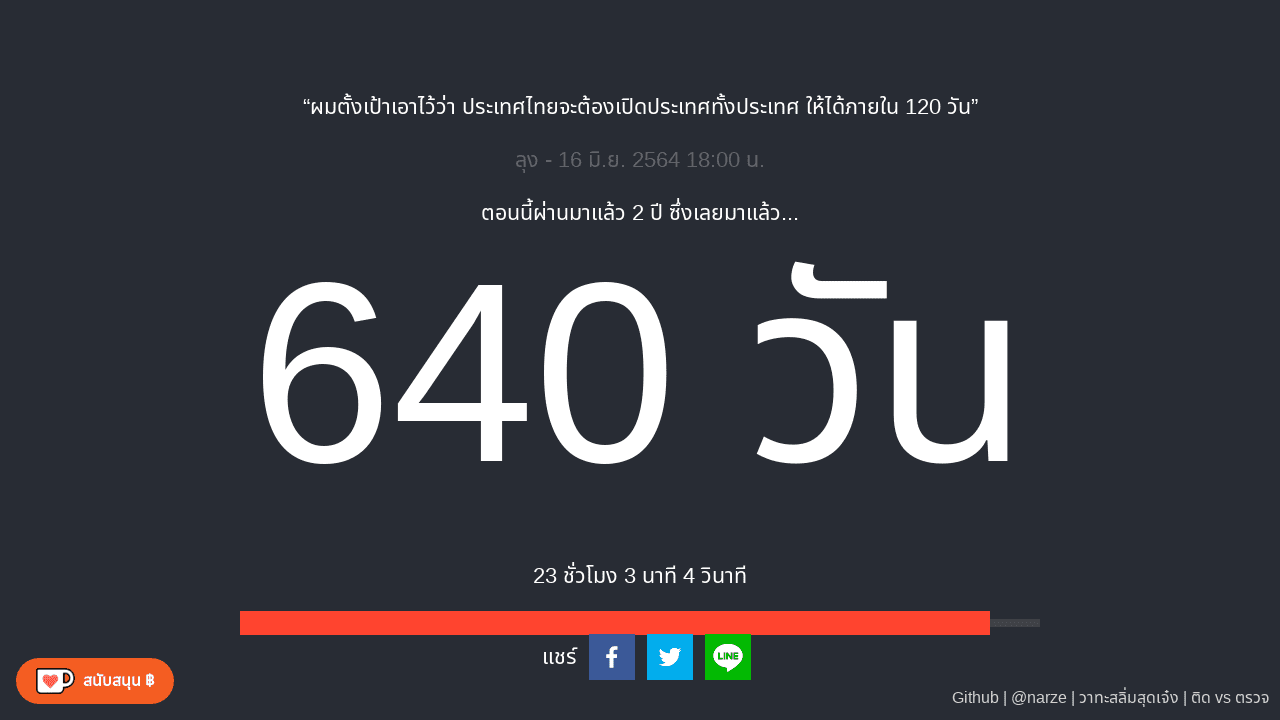 “ผมตั้งเป้าเอาไว้ว่า ประเทศไทยจะต้องเปิดประเทศทั้งประเทศ ให้ได้ภายใน 120 วัน”
ลุง - 16 มิ.ย. 2564 18:00 น.
ตอนนี้ผ่านมาแล้ว 2 ปี ซึ่งเลยมาแล้ว...
640 วัน
23 ชั่วโมง 3 นาที 4 วินาที
แชร์
LINE
สนับสนุน ฿
Github | @narze | วาทะสลิ่มสุดเจ๋ง | ติด vs ตรวจ